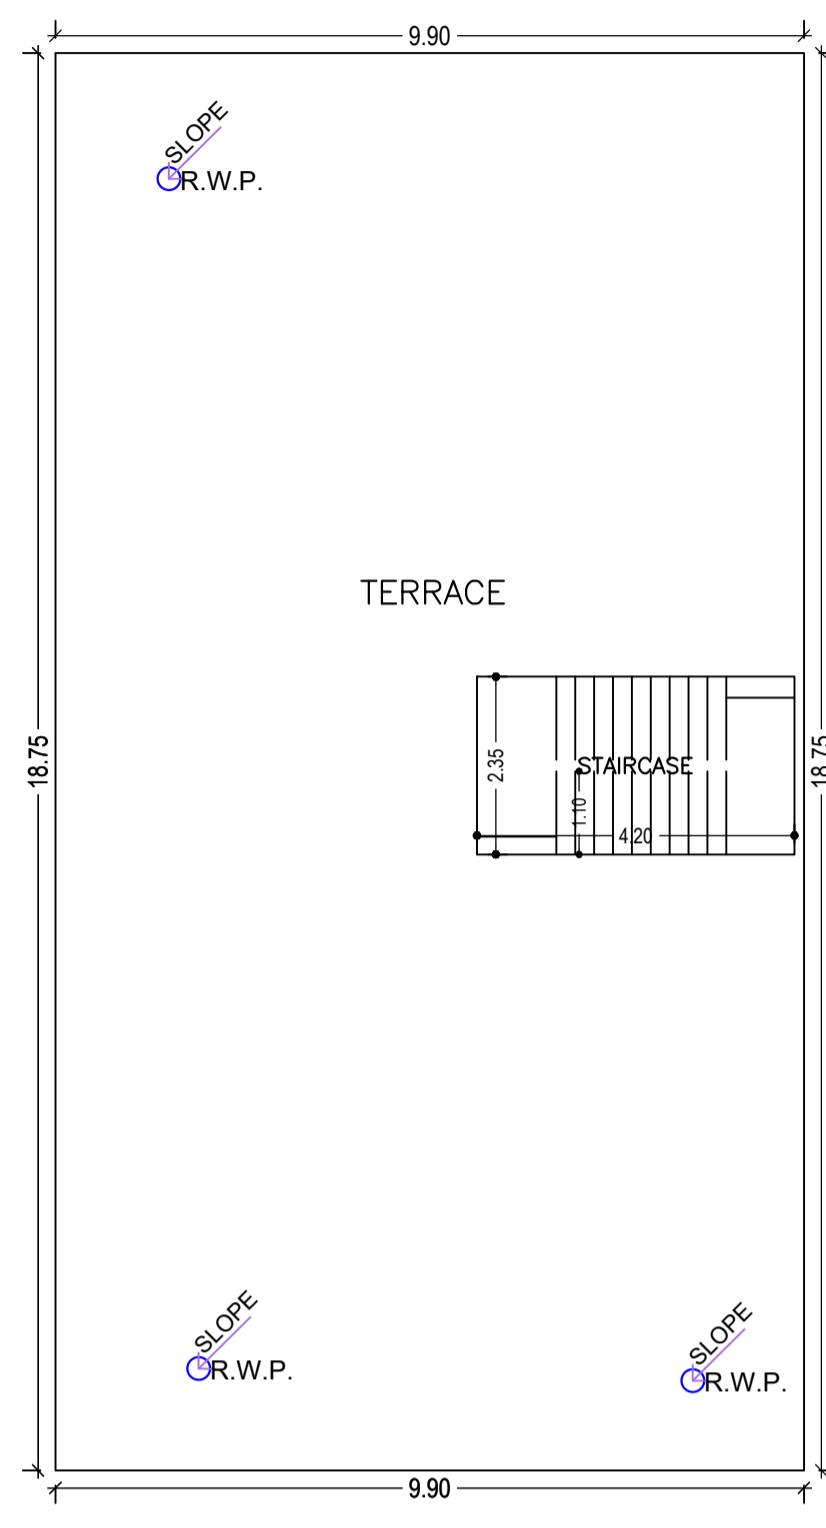 9.90
SLOPE
R.W.P.
TERRACE
18.75
18.75
2.35
STAIRCASE
1.10
4.20
SLOPE
R.W.P.
SLOPE
R.W.P.
9.90